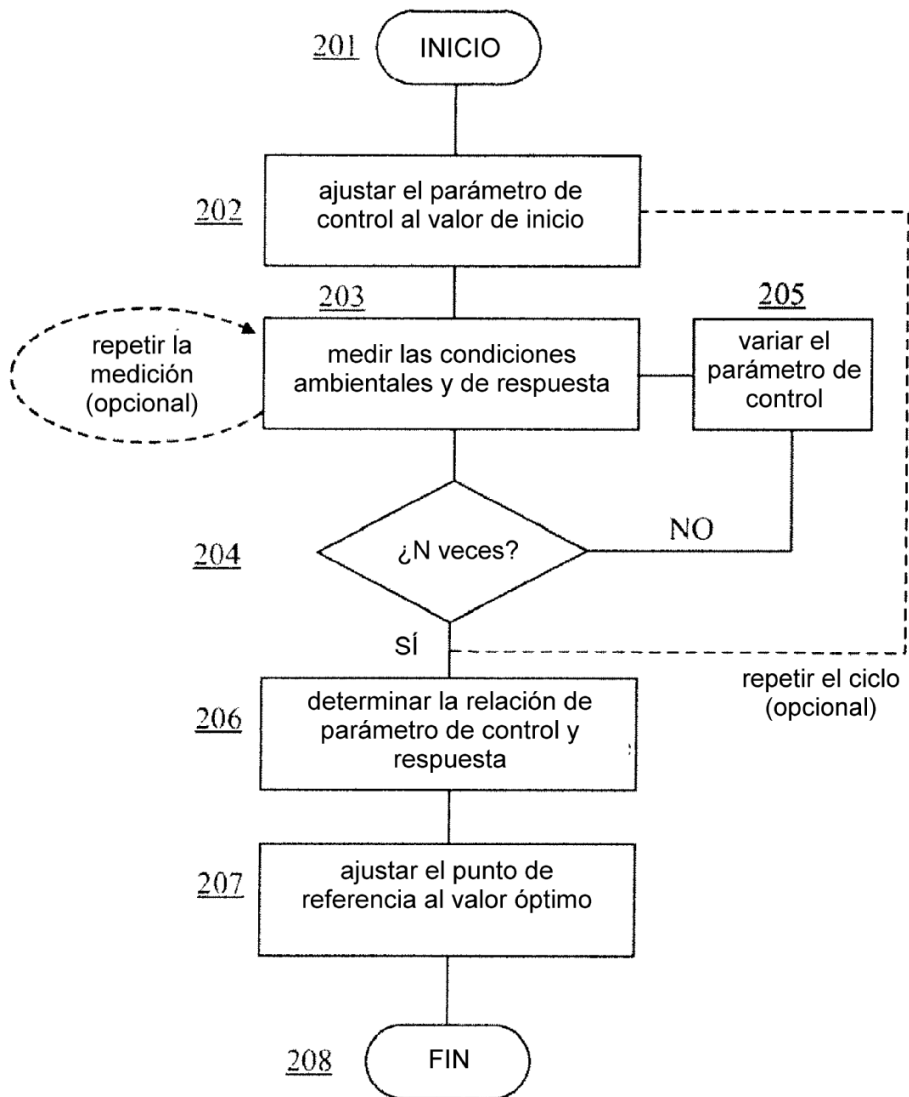 201
INICIO
202
ajustar el parámetro de
control al valor de inicio
203
205
repetir la
medición
(opcional)
medir las condiciones
ambientales y de respuesta
variar el
parámetro de
control
204
¿N veces?
NO
SÍ
repetir el ciclo
(opcional)
206
determinar la relación de
parámetro de control y
respuesta
207
ajustar el punto de
referencia al valor óptimo
208
FIN